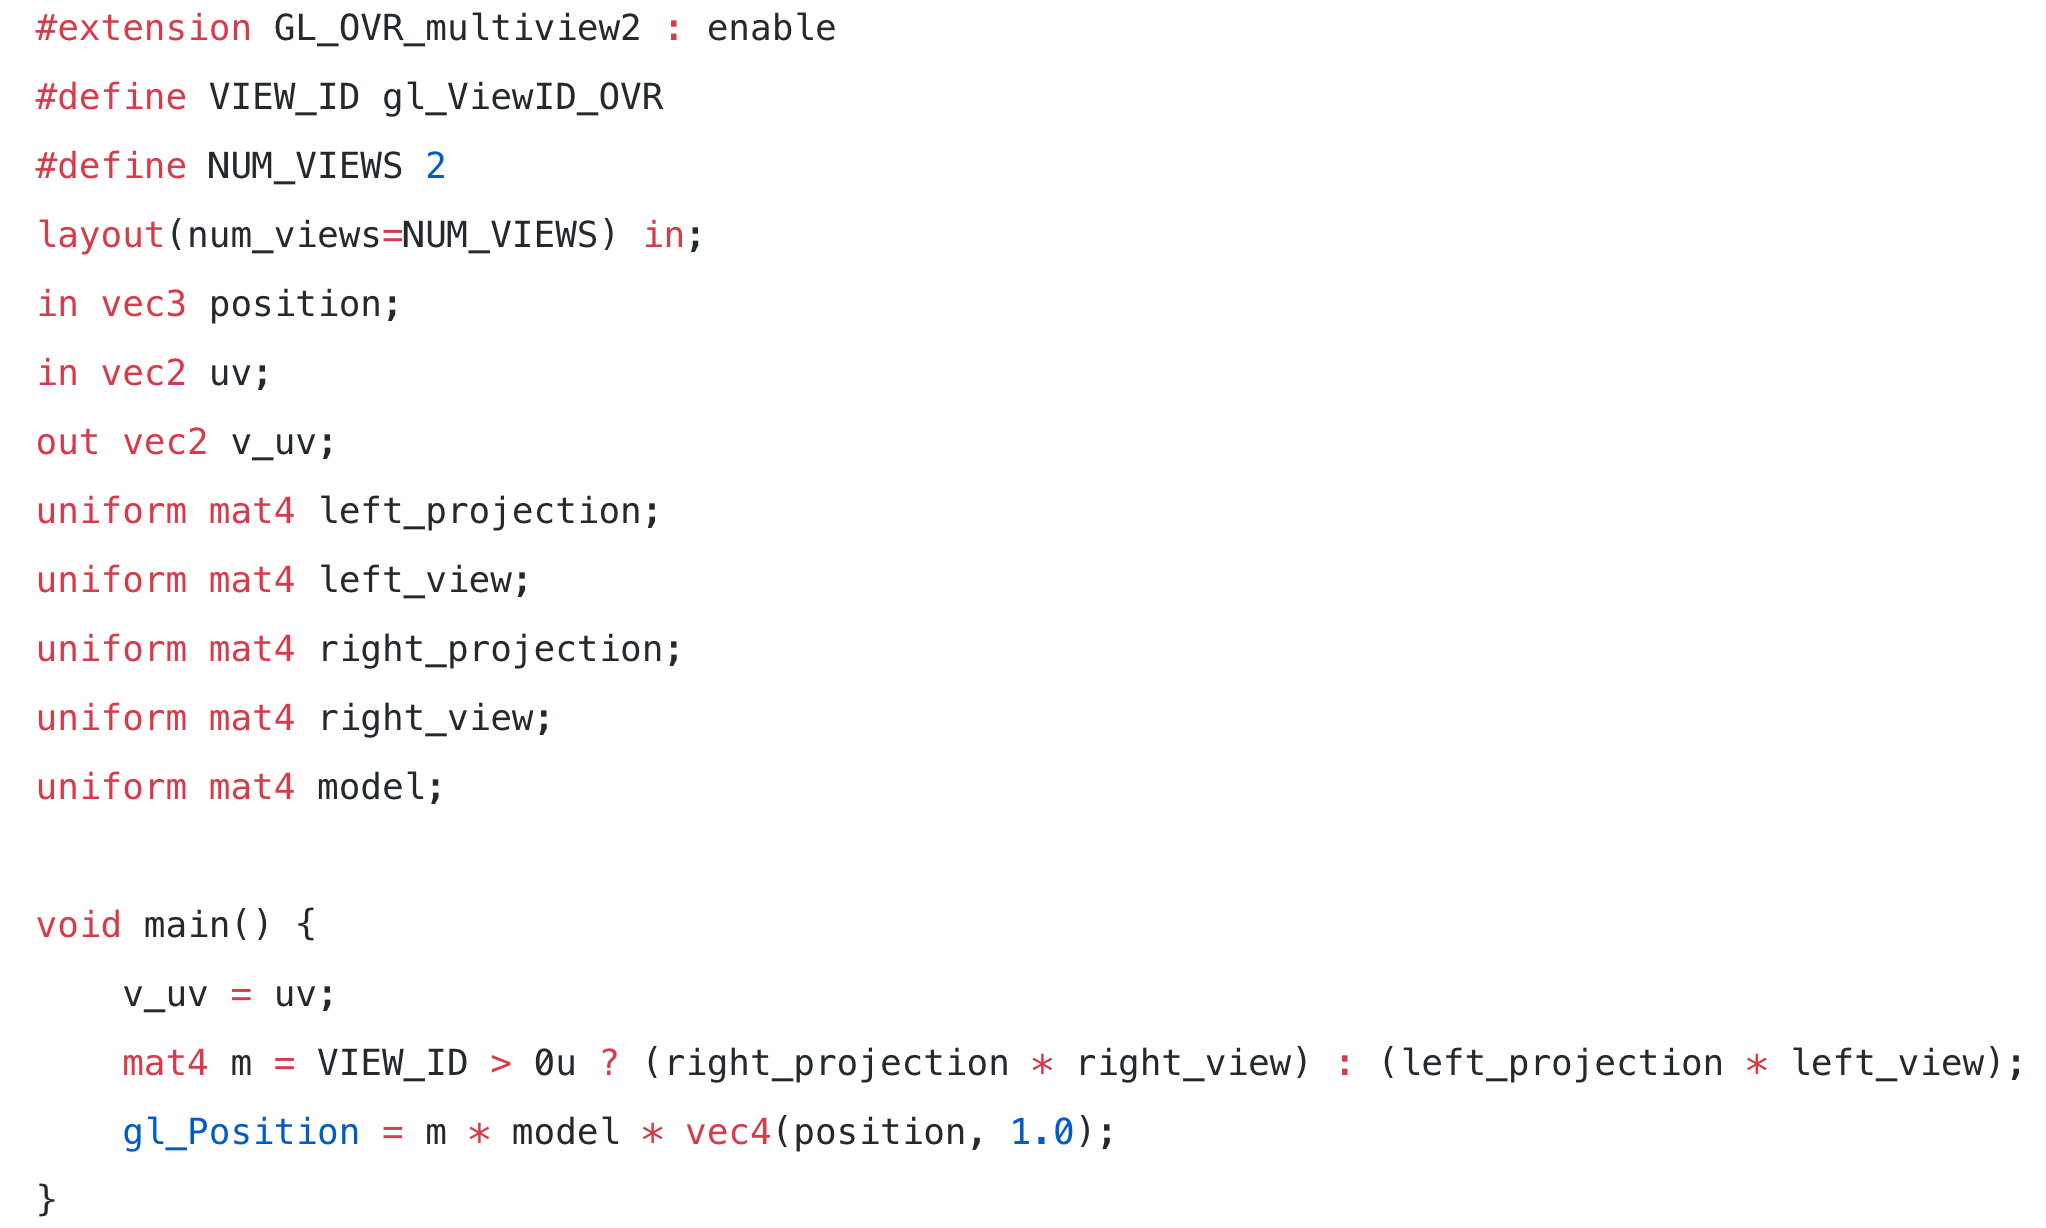 #extension GL_OVR_multiview2 : enable
#define VIEW_ID gl_ViewID_OVR
#define NUM_VIEWS 2
layout(num_views=NUM_VIEWS) in;
in vec3 position;
in vec2 uv;
out vec2 v_uv;
uniform mat4 left_projection;
uniform mat4 left_view;
uniform mat4 right_projection;
uniform mat4 right_view;
uniform mat4 model;

void main() {
    v_uv = uv;
    mat4 m = VIEW_ID > 0u ? (right_projection * right_view) : (left_projection * left_view);
    gl_Position = m * model * vec4(position, 1.0);
}